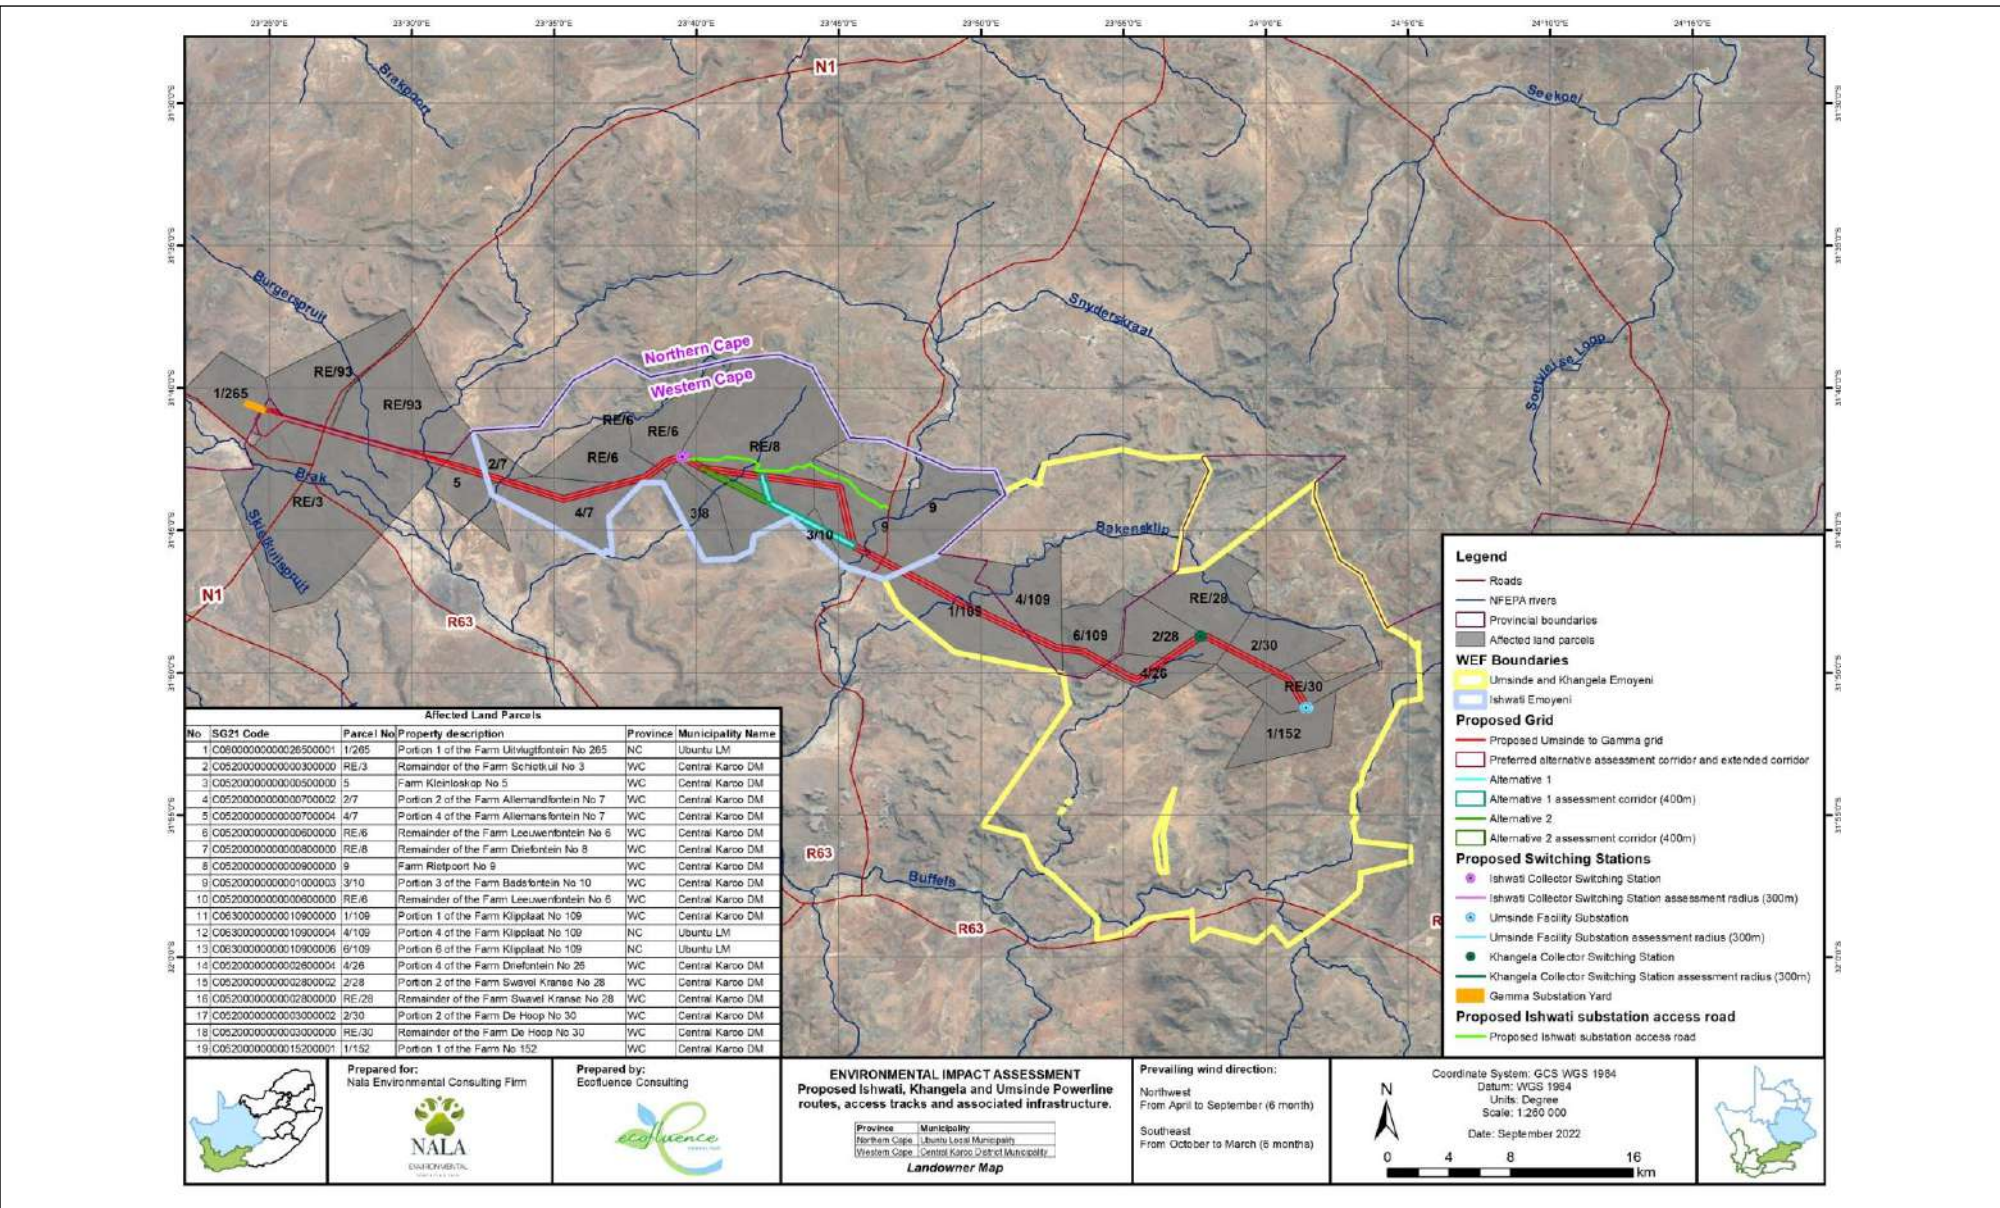 23°25'0"E 23°30'0"E 23°35'0"E 23°40'0"E 23°45'0"E 23°50'0"E 23°55'0"E 24°0'0"E 24°5'0"E 24°10'0"E 24°15'0"E
N1
Brakpoort
Seekoei
Burgerspruit
Snyderskraal
Soetvlei se Loop
Northern Cape
Western Cape
RE/93
1/265
RE/93
RE/6
RE/6
RE/8
RE/6
2/7
5
Brak
RE/3
4/7
3/8
9
9
3/10
Skietkuilspruit
Bakensklip
N1
R63
1/109
4/109
RE/28
6/109
2/28
2/30
4/26
RE/30
1/152
R63
Buffels
R63
R
Affected Land Parcels
No SG21 Code Parcel No Property description Province Municipality Name
1 C08000000000026500001 1/265 Portion 1 of the Farm Uitvlugtfontein No 265 NC Ubuntu LM
2 C05200000000000300000 RE/3 Remainder of the Farm Schietkuil No 3 WC Central Karoo DM
3 C05200000000000500000 5 Farm Kleinloskop No 5 WC Central Karoo DM
4 C05200000000000700002 2/7 Portion 2 of the Farm Allemandfontein No 7 WC Central Karoo DM
5 C05200000000000700004 4/7 Portion 4 of the Farm Allemansfontein No 7 WC Central Karoo DM
6 C05200000000000600000 RE/6 Remainder of the Farm Leeuwenfontein No 6 WC Central Karoo DM
7 C05200000000000800000 RE/8 Remainder of the Farm Driefontein No 8 WC Central Karoo DM
8 C05200000000000900000 9 Farm Rietpoort No 9 WC Central Karoo DM
9 C05200000000001000003 3/10 Portion 3 of the Farm Badsfontein No 10 WC Central Karoo DM
10 C05200000000000600000 RE/6 Remainder of the Farm Leeuwenfontein No 6 WC Central Karoo DM
11 C06300000000010900000 1/109 Portion 1 of the Farm Klipplaat No 109 WC Central Karoo DM
12 C06300000000010900004 4/109 Portion 4 of the Farm Klipplaat No 109 NC Ubuntu LM
13 C06300000000010900006 6/109 Portion 6 of the Farm Klipplaat No 109 NC Ubuntu LM
14 C05200000000002600004 4/26 Portion 4 of the Farm Driefontein No 26 WC Central Karoo DM
15 C05200000000002800002 2/28 Portion 2 of the Farm Swavel Kranse No 28 WC Central Karoo DM
16 C05200000000002800000 RE/28 Remainder of the Farm Swavel Kranse No 28 WC Central Karoo DM
17 C05200000000003000002 2/30 Portion 2 of the Farm De Hoop No 30 WC Central Karoo DM
18 C05200000000003000000 RE/30 Remainder of the Farm De Hoop No 30 WC Central Karoo DM
19 C05200000000015200001 1/152 Portion 1 of the Farm No 152 WC Central Karoo DM
Legend
Roads
NFEPA rivers
Provincial boundaries
Affected land parcels
WEF Boundaries
Umsinde and Khangela Emoyeni
Ishwati Emoyeni
Proposed Grid
Proposed Umsinde to Gamma grid
Preferred alternative assessment corridor and extended corridor
Alternative 1
Alternative 1 assessment corridor (400m)
Alternative 2
Alternative 2 assessment corridor (400m)
Proposed Switching Stations
Ishwati Collector Switching Station
Ishwati Collector Switching Station assessment radius (300m)
Umsinde Facility Substation
Umsinde Facility Substation assessment radius (300m)
Khangela Collector Switching Station
Khangela Collector Switching Station assessment radius (300m)
Gamma Substation Yard
Proposed Ishwati substation access road
Proposed Ishwati substation access road
Prepared for:
Nala Environmental Consulting Firm
NALA
ENVIRONMENTAL
Prepared by:
Ecofluence Consulting
ecofluence
ENVIRONMENTAL IMPACT ASSESSMENT
Proposed Ishwati, Khangela and Umsinde Powerline
routes, access tracks and associated infrastructure.
Province Municipality
Northern Cape Ubuntu Local Municipality
Western Cape Central Karoo District Municipality
Landowner Map
Prevailing wind direction:
Northwest
From April to September (6 month)
Southeast
From October to March (6 months)
N
Coordinate System: GCS WGS 1984
Datum: WGS 1984
Units: Degree
Scale: 1:260 000
Date: September 2022
0 4 8 16
km